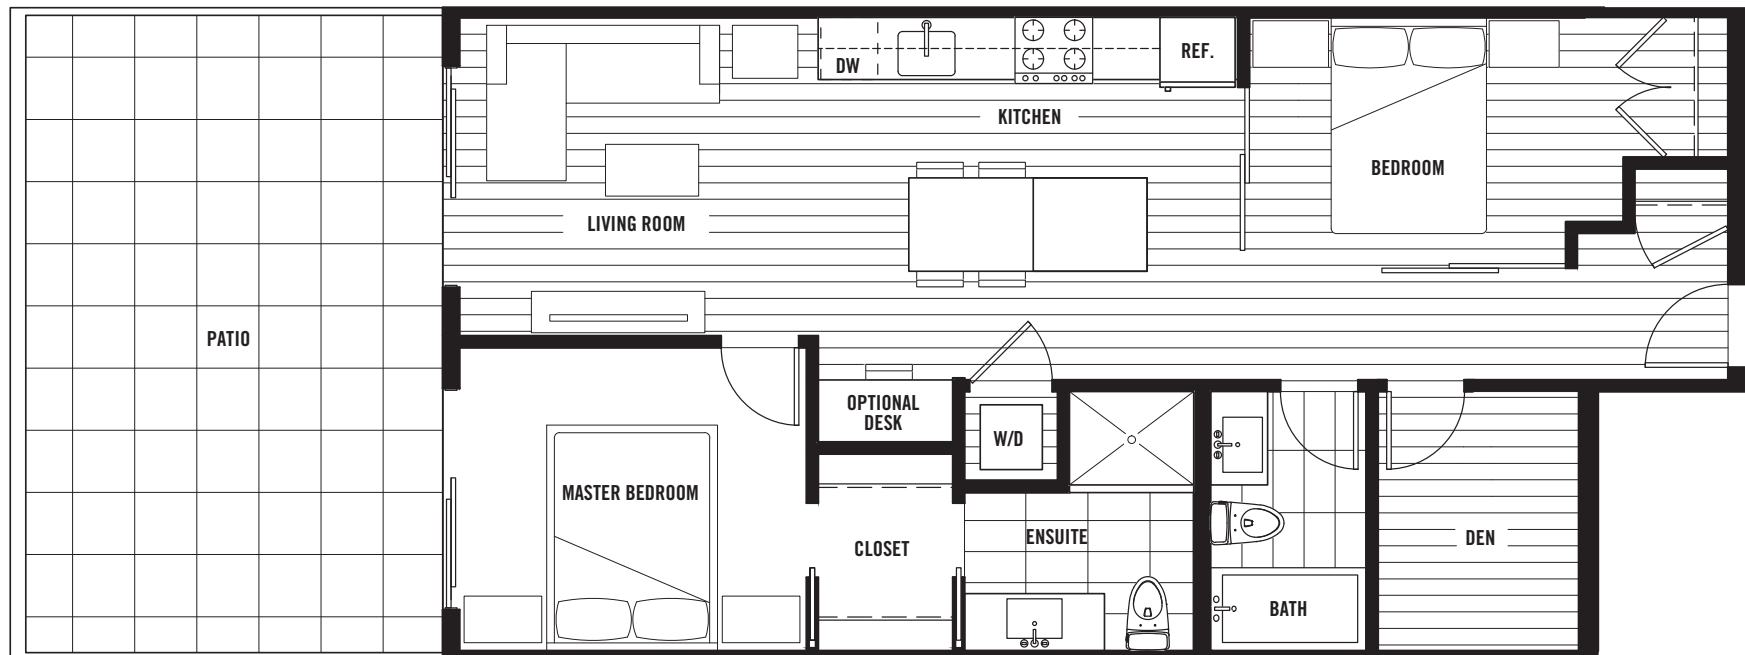 REF.
DW
KITCHEN
BEDROOM
LIVING ROOM
PATIO
OPTIONAL
DESK
W/D
MASTER BEDROOM
CLOSET
ENSUITE
DEN
BATH